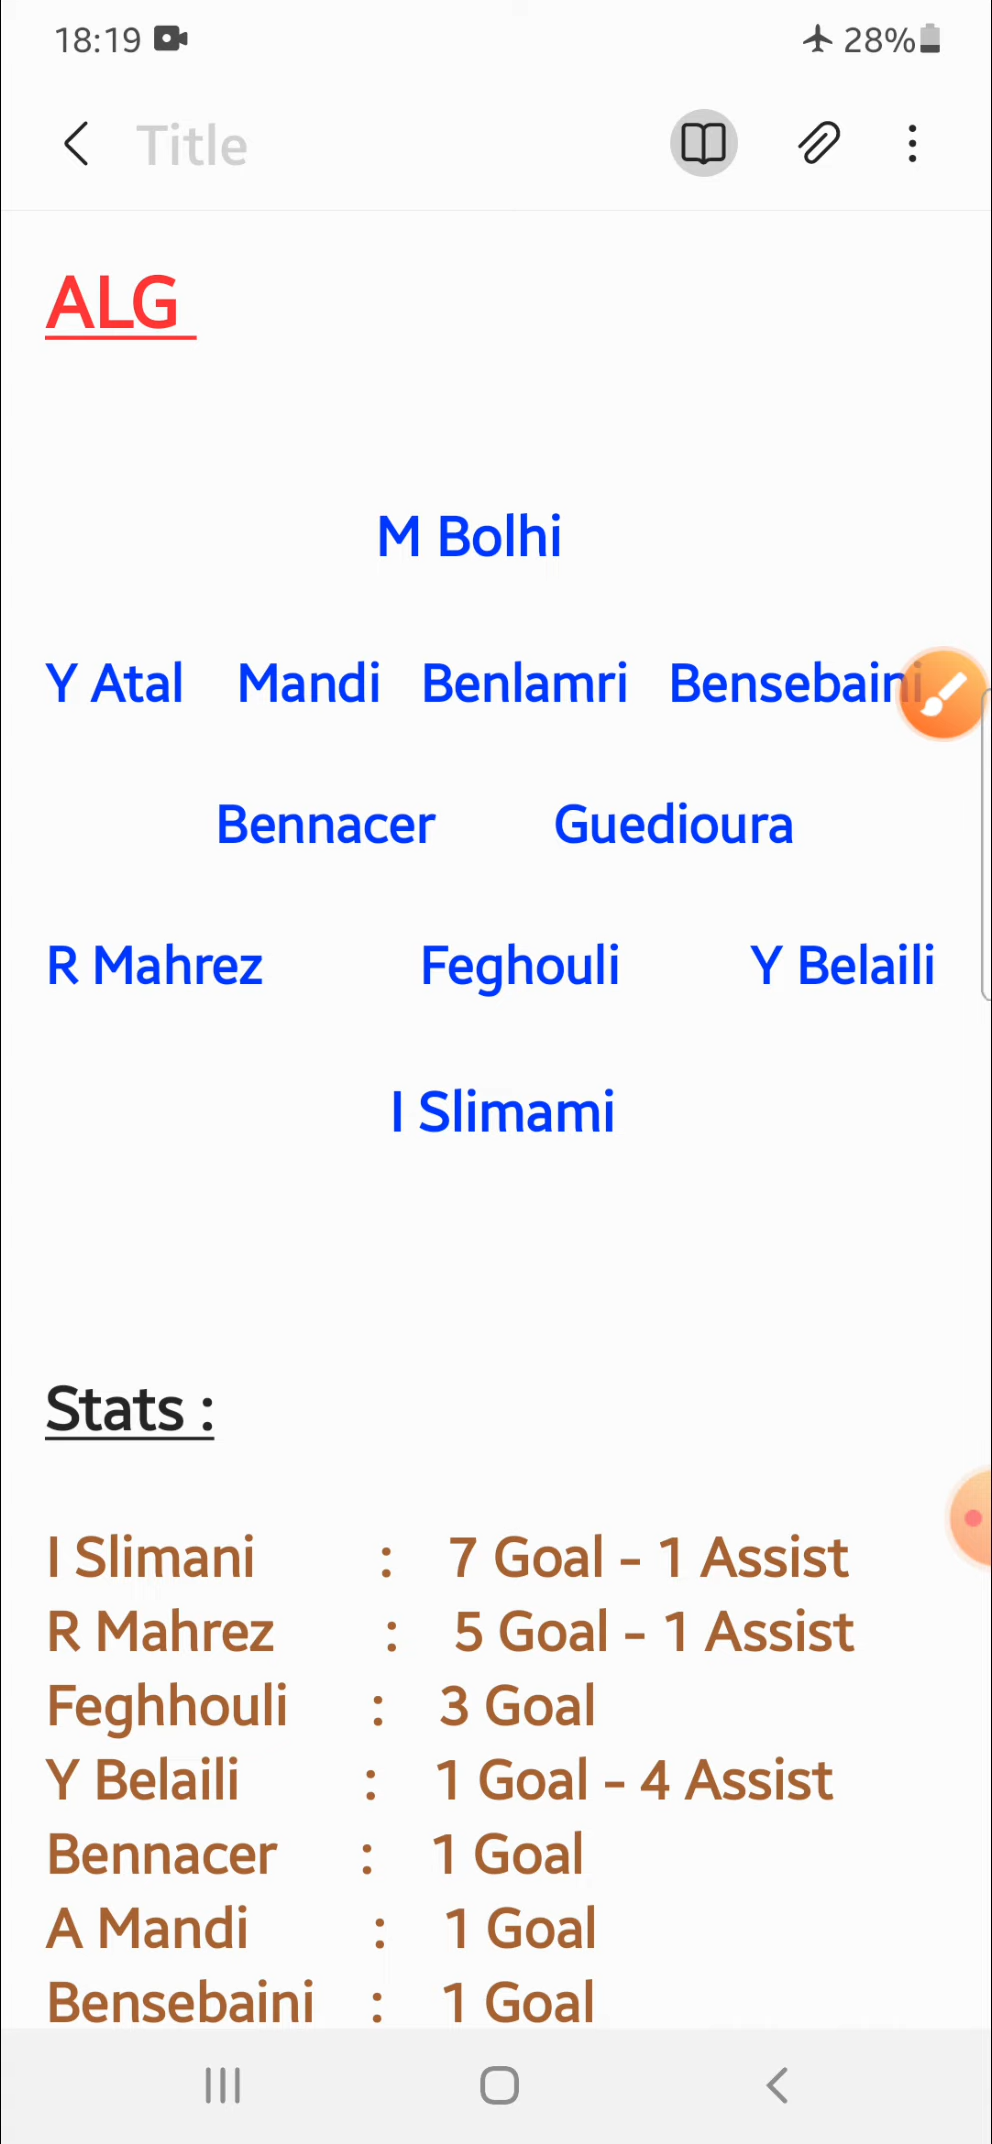 18:19 28%
Title
ALG
M Bolhi
Y Atal Mandi Benlamri Bensebaini
Bennacer Guedioura
R Mahrez Feghouli Y Belaili
I Slimami
Stats :
I Slimani : 7 Goal - 1 Assist
R Mahrez : 5 Goal - 1 Assist
Feghhouli : 3 Goal
Y Belaili : 1 Goal - 4 Assist
Bennacer : 1 Goal
A Mandi : 1 Goal
Bensebaini : 1 Goal